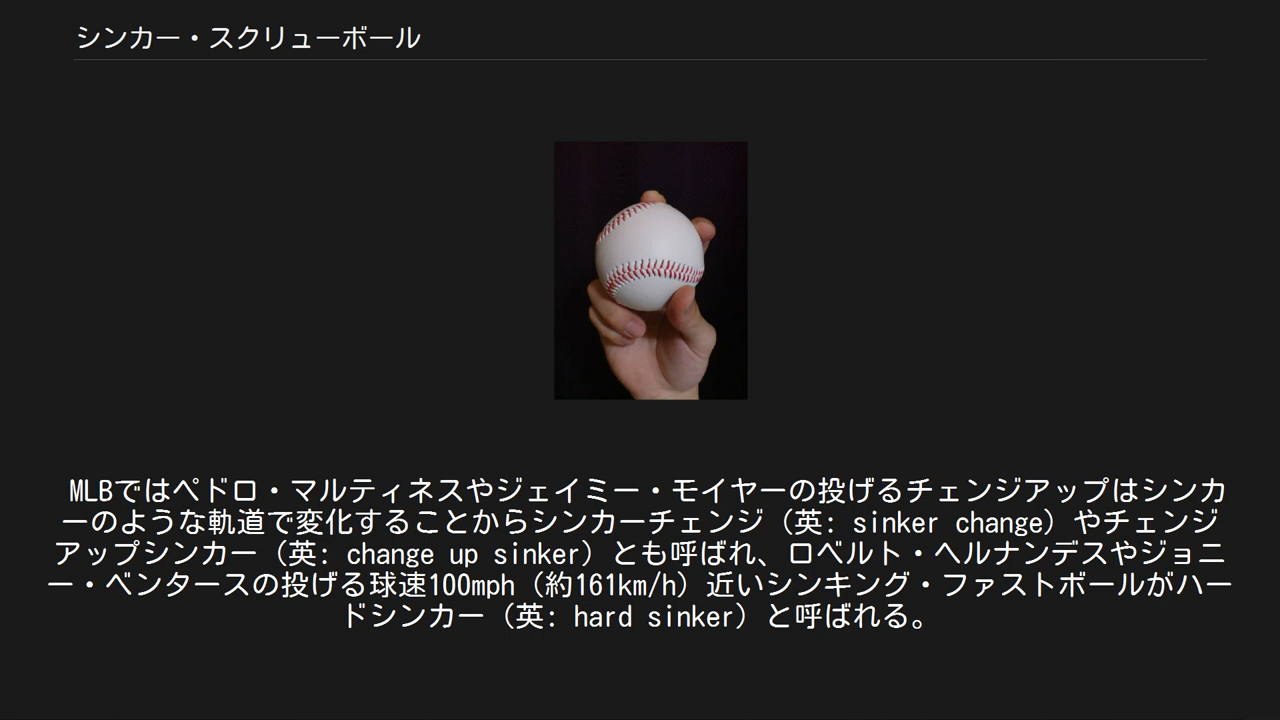 シンカー・スクリューボール
MLBではペドロ・マルティネスやジェイミー・モイヤーの投げるチェンジアップはシンカ
ーのような軌道で変化することからシンカーチェンジ（英: sinker change）やチェンジ
アップシンカー（英: change up sinker）とも呼ばれ、ロベルト・ヘルナンデスやジョニ
ー・ベンタースの投げる球速100mph（約161km/h）近いシンキング・ファストボールがハー
ドシンカー（英: hard sinker）と呼ばれる。